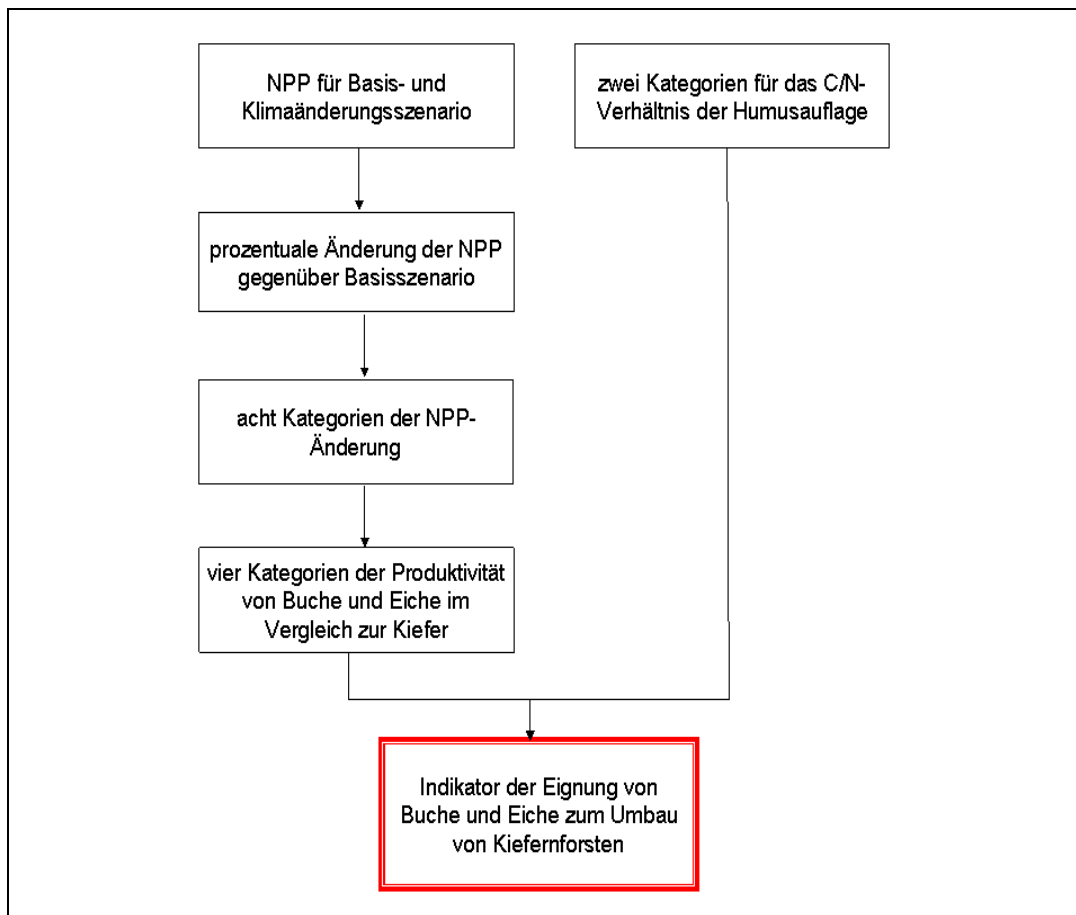 NPP für Basis- und
Klimaänderungsszenario
zwei Kategorien für das C/N-
Verhältnis der Humusauflage
prozentuale Änderung der NPP
gegenüber Basisszenario
acht Kategorien der NPP-
Änderung
vier Kategorien der Produktivität
von Buche und Eiche im
Vergleich zur Kiefer
Indikator der Eignung von
Buche und Eiche zum Umbau
von Kiefernforsten